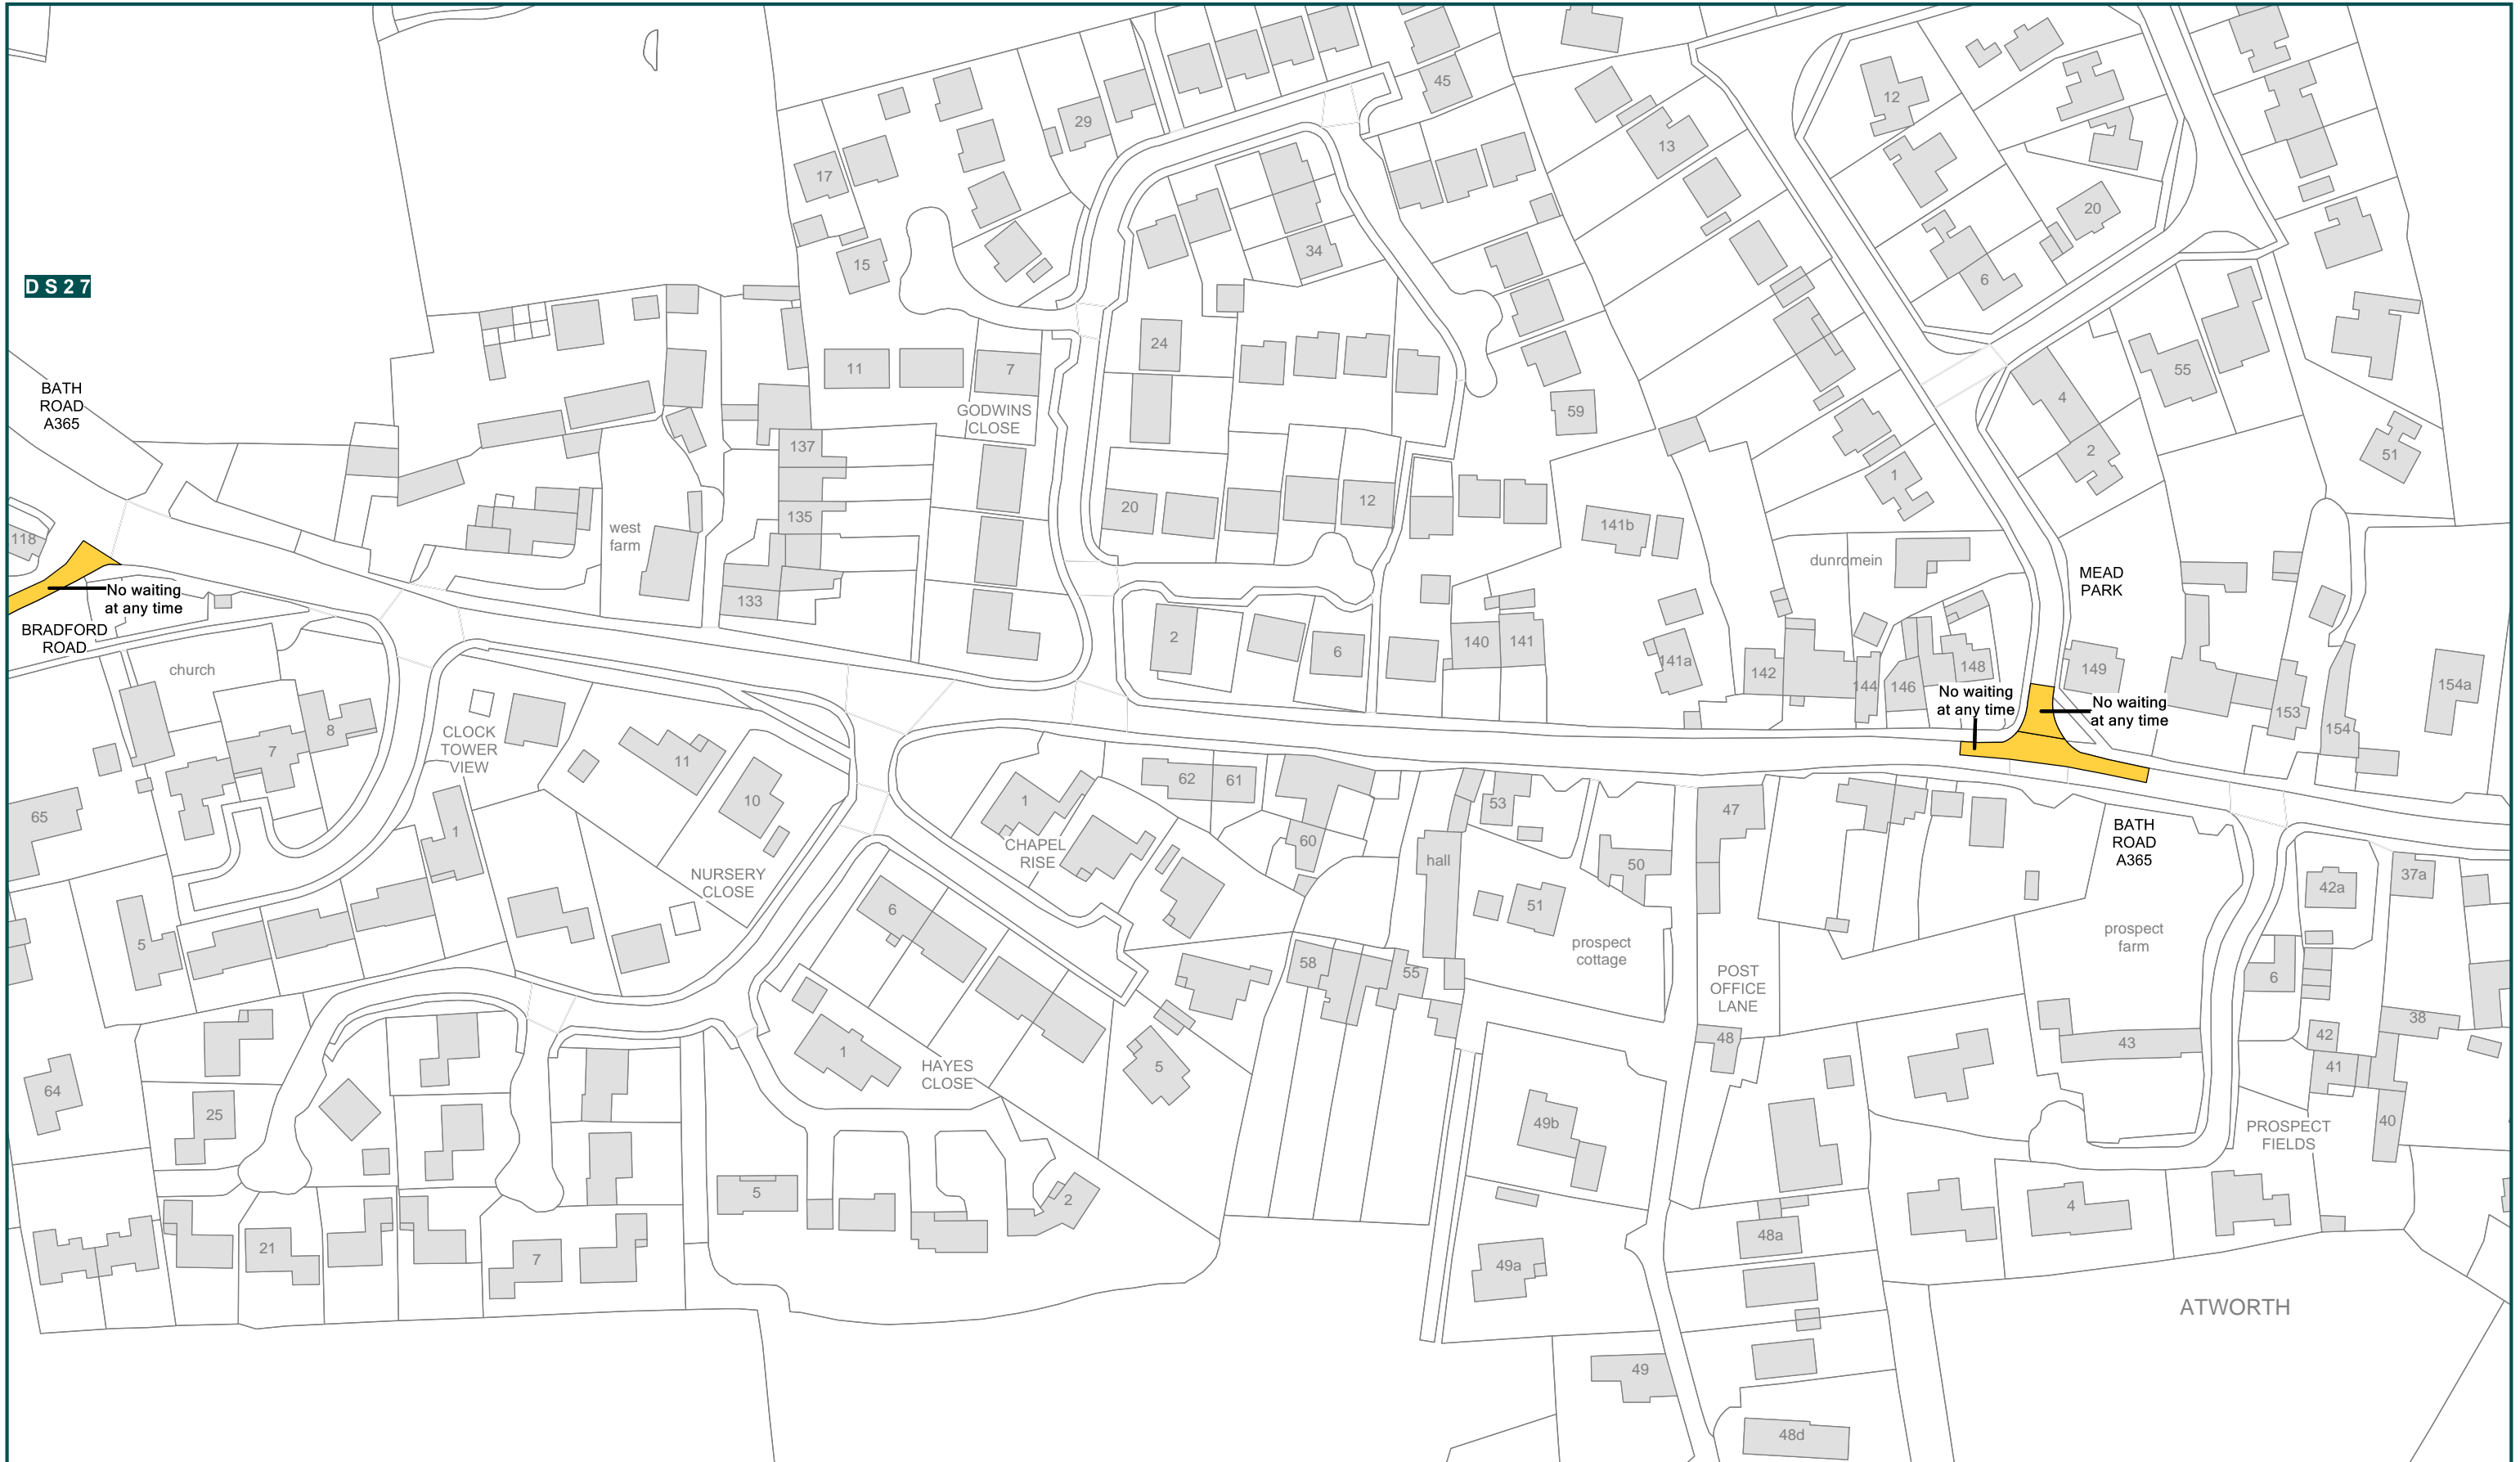 45
12
29
13
17
20
34
15
6
DS27
24
11
7
55
4
BATH
ROAD
A365
GODWINS
CLOSE
59
2
51
137
1
12
20
135
141b
118
west
farm
dunromein
MEAD
PARK
No waiting
at any time
133
BRADFORD
ROAD
2
6
140
141
141a
142
144
146
148
149
153
154
154a
church
No waiting
at any time
No waiting
at any time
8
7
CLOCK
TOWER
VIEW
11
10
62
61
1
53
47
65
1
CHAPEL
RISE
60
hall
50
BATH
ROAD
A365
42a
37a
NURSERY
CLOSE
6
51
5
prospect
cottage
prospect
farm
58
55
POST
OFFICE
LANE
6
38
42
48
43
1
HAYES
CLOSE
5
41
64
25
49b
40
PROSPECT
FIELDS
5
2
4
21
7
48a
49a
ATWORTH
49
48d